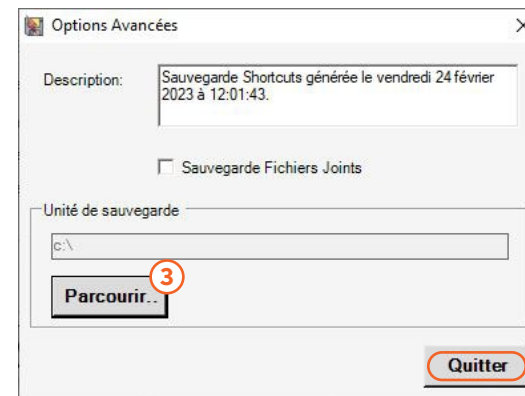 Options Avancées
Description:
Sauvegarde Shortcuts générée le vendredi 24 février
2023 à 12:01:43.
Sauvegarde Fichiers Joints
Unité de sauvegarde
c:\
3
Parcourir..
Quitter